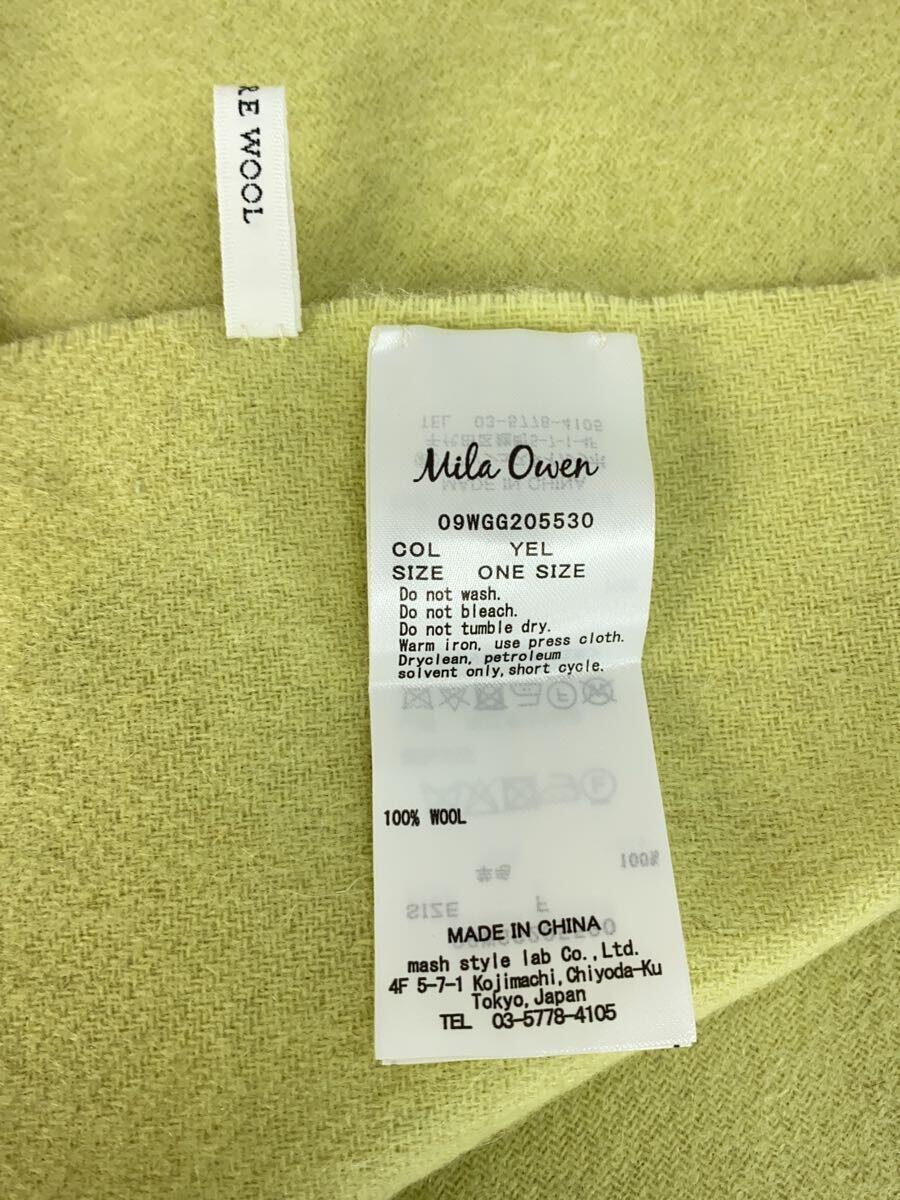 RE WOOL
Mila Owen
09WGG205530
COL YEL
SIZE ONE SIZE
Do not wash.
Do not bleach.
Do not tumble dry.
Warm iron, use press cloth.
Dryclean, petroleum
solvent only, short cycle.
100% WOOL
MADE IN CHINA
mash style lab Co.,Ltd.
4F 5-7-1 Kojimachi,Chiyoda-Ku
Tokyo,Japan
TEL 03-5778-4105